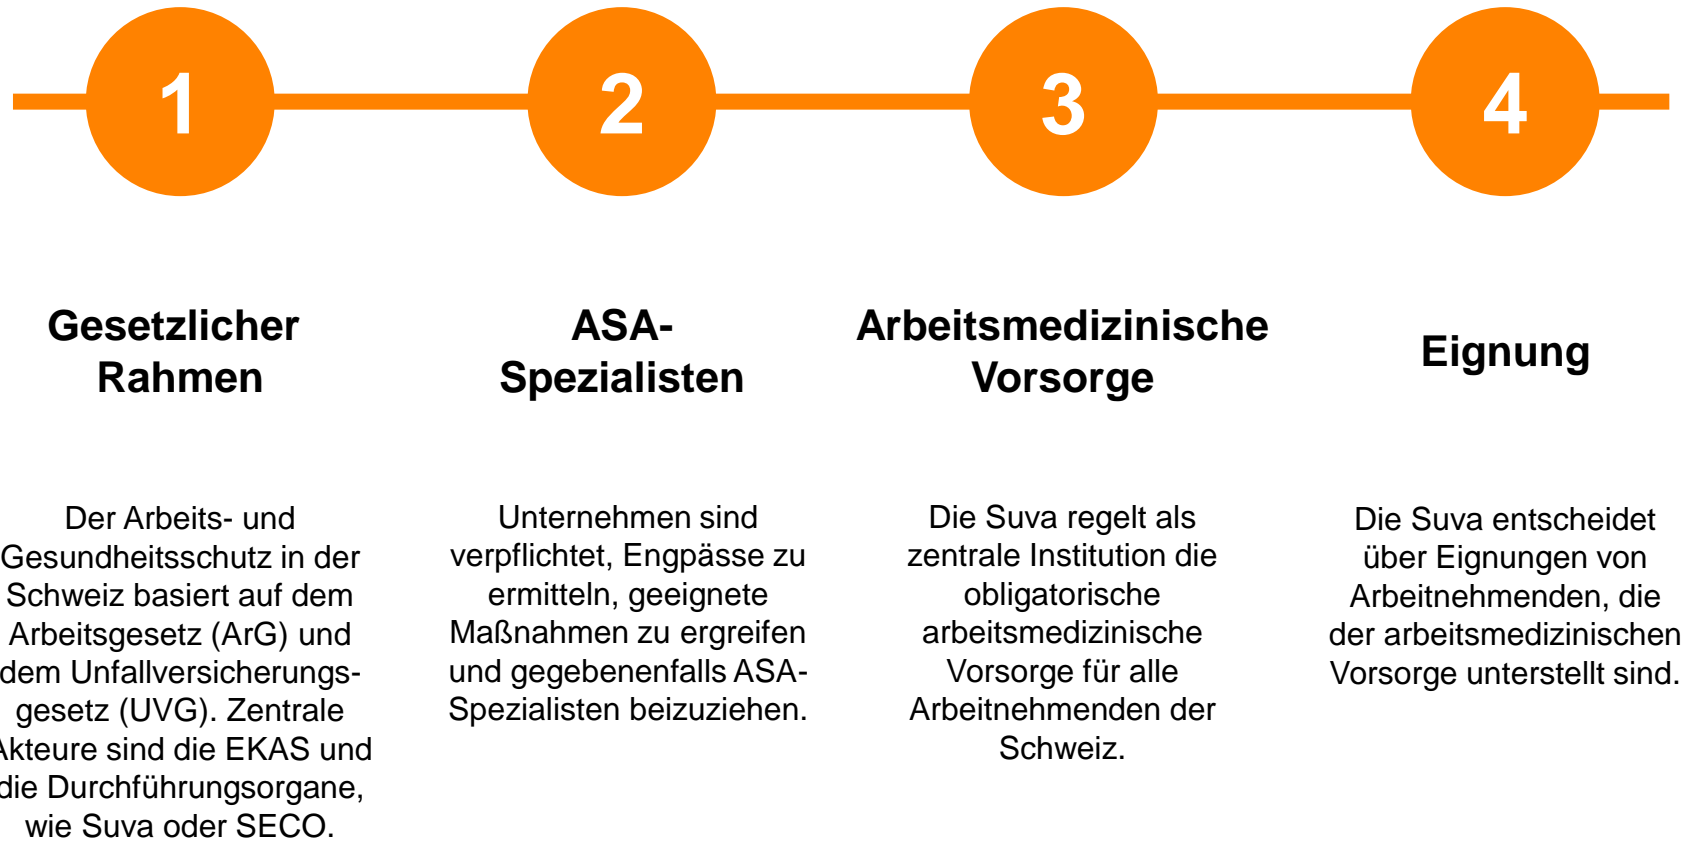 1
2
3
4
Gesetzlicher
Rahmen
ASA-
Spezialisten
Arbeitsmedizinische
Vorsorge
Eignung
Der Arbeits- und
Gesundheitsschutz in der
Schweiz basiert auf dem
Arbeitsgesetz (ArG) und
dem Unfallversicherungs-
gesetz (UVG). Zentrale
Akteure sind die EKAS und
die Durchführungsorgane,
wie Suva oder SECO.
Unternehmen sind
verpflichtet, Engpässe zu
ermitteln, geeignete
Maßnahmen zu ergreifen
und gegebenenfalls ASA-
Spezialisten beizuziehen.
Die Suva regelt als
zentrale Institution die
obligatorische
arbeitsmedizinische
Vorsorge für alle
Arbeitnehmenden der
Schweiz.
Die Suva entscheidet
über Eignungen von
Arbeitnehmenden, die
der arbeitsmedizinischen
Vorsorge unterstellt sind.